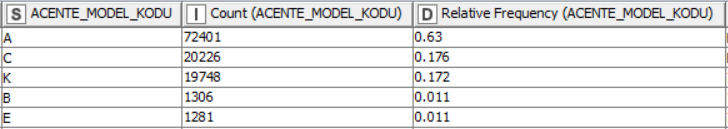 S ACENTE_MODEL_KODU I Count (ACENTE_MODEL_KODU) D Relative Frequency (ACENTE_MODEL_KODU)
A 72401 0.63
C 20226 0.176
K 19748 0.172
B 1306 0.011
E 1281 0.011